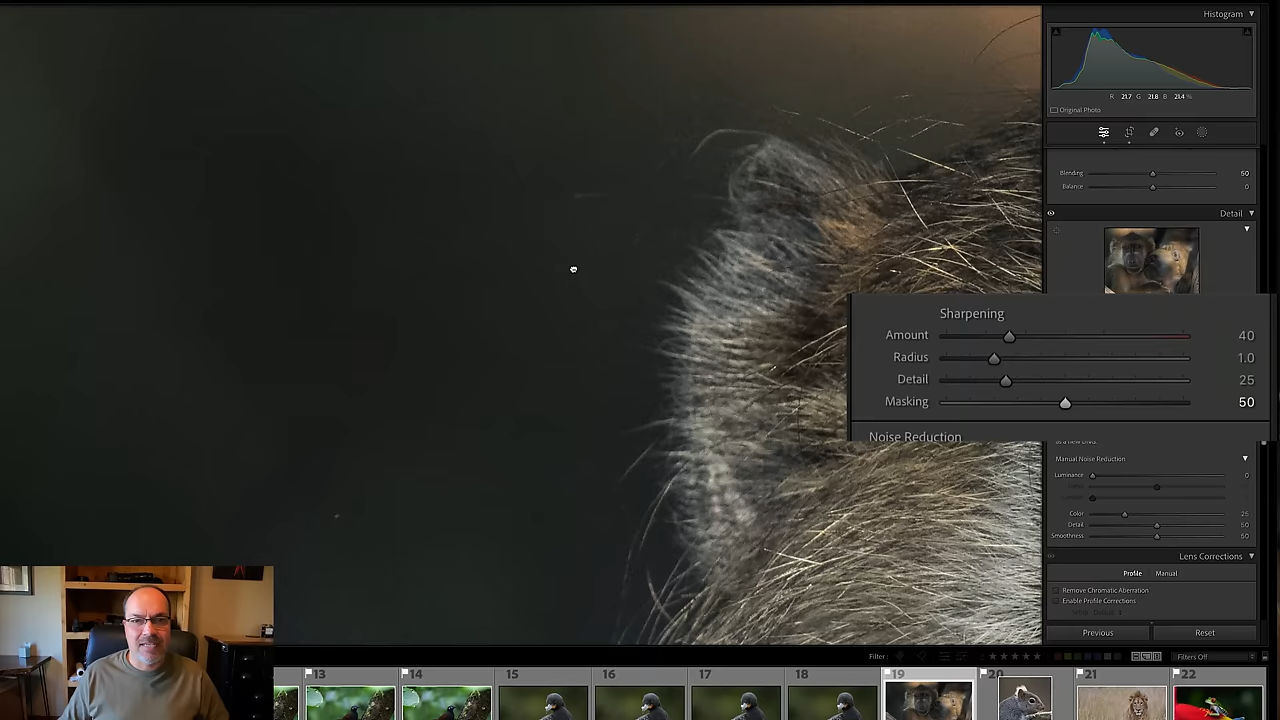 Histogram
R 21.7 G 21.8 B 21.4 %
Original Photo
Blending 50
Balance 0
Detail
Sharpening
Amount 40
Radius 1.0
Detail 25
Masking 50
Noise Reduction
Manual Noise Reduction
Luminance 0
Color 25
Detail 50
Smoothness 50
Lens Corrections
Profile Manual
Remove Chromatic Aberration
Enable Profile Corrections
Previous Reset
Filter : Filters Off
13 14 15 16 17 18 19 20 21 22